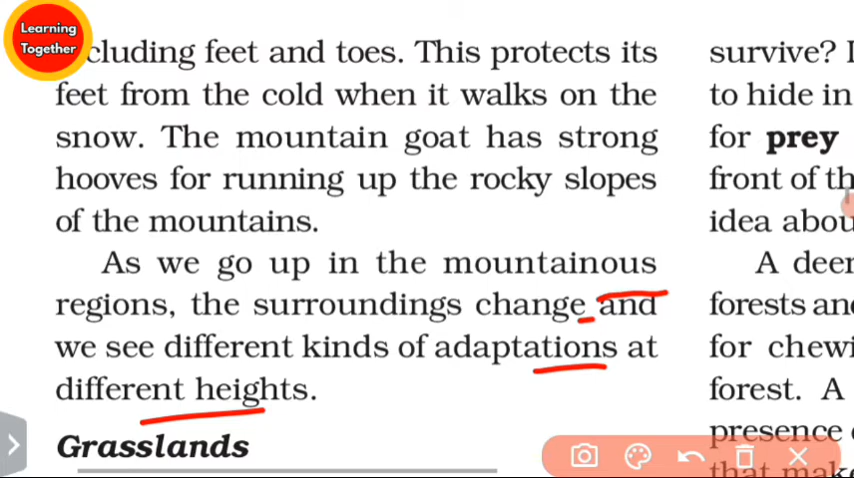 Learning
Together
cluding feet and toes. This protects its
feet from the cold when it walks on the
snow. The mountain goat has strong
hooves for running up the rocky slopes
of the mountains.
As we go up in the mountainous
regions, the surroundings change and
we see different kinds of adaptations at
different heights.
Grasslands
survive?
to hide in
for prey
front of th
idea abou
A deer
forests an
for chewi
forest. A
presence
that mak